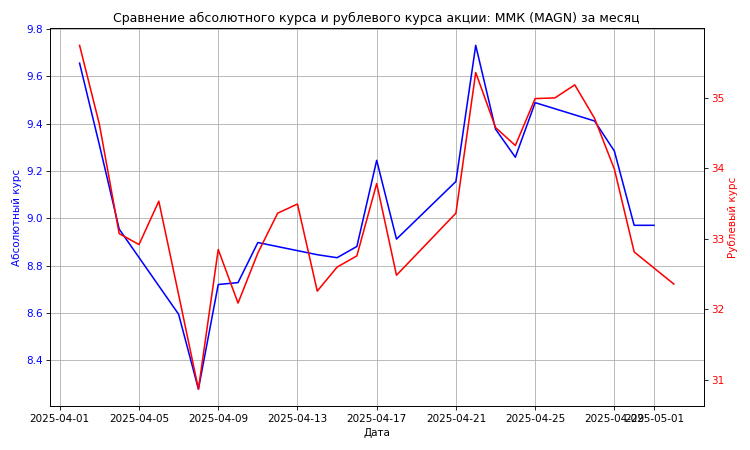 Сравнение абсолютного курса и рублевого курса акции: ММК (MAGN) за месяц
9.8
9.6
9.4
9.2
9.0
8.8
8.6
8.4
Абсолютный курс
35
34
33
32
31
Рублевый курс
2025-04-01 2025-04-05 2025-04-09 2025-04-13 2025-04-17 2025-04-21 2025-04-25 2025-04-29 2025-05-01
Дата